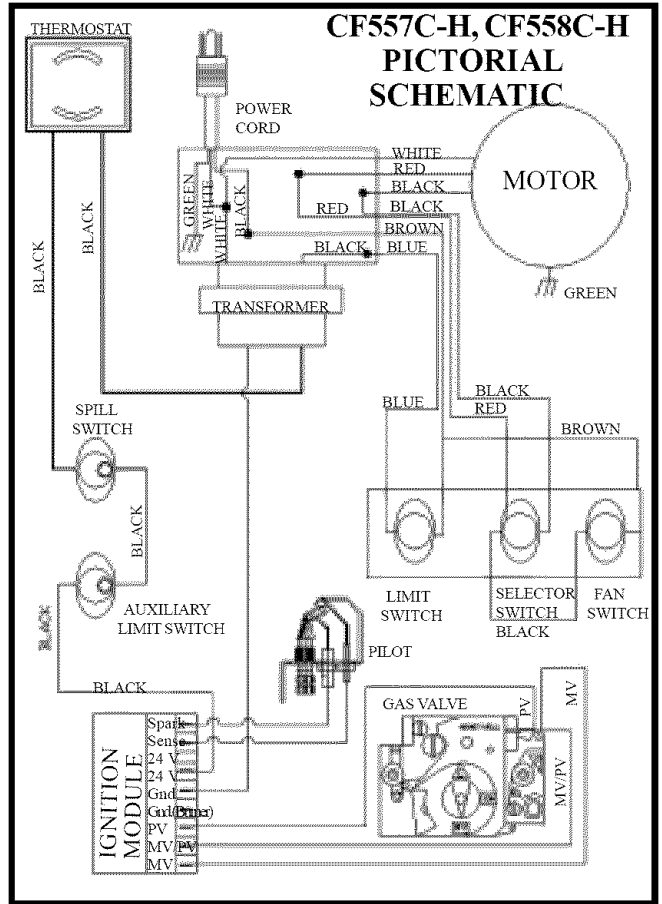 CF557C-H, CF558C-H
PICTORIAL
SCHEMATIC
THERMOSTAT
POWER
CORD
WHITE
RED
BLACK
MOTOR
GREEN
WHITE
WHITE
BLACK
RED
BLACK
BROWN
BLACK
BLUE
GREEN
TRANSFORMER
BLACK
BLACK
BLUE
BLACK
RED
BROWN
SPILL
SWITCH
BLACK
LIMIT
SWITCH
SELECTOR
SWITCH
FAN
SWITCH
BLACK
AUXILIARY
LIMIT SWITCH
BLACK
BLACK
PILOT
GAS VALVE
PV
MV
MV/PV
IGNITION
MODULE
Spark
Sense
24 V
24 V
Gnd
Gnd(Burner)
PV
MV/PV
MV